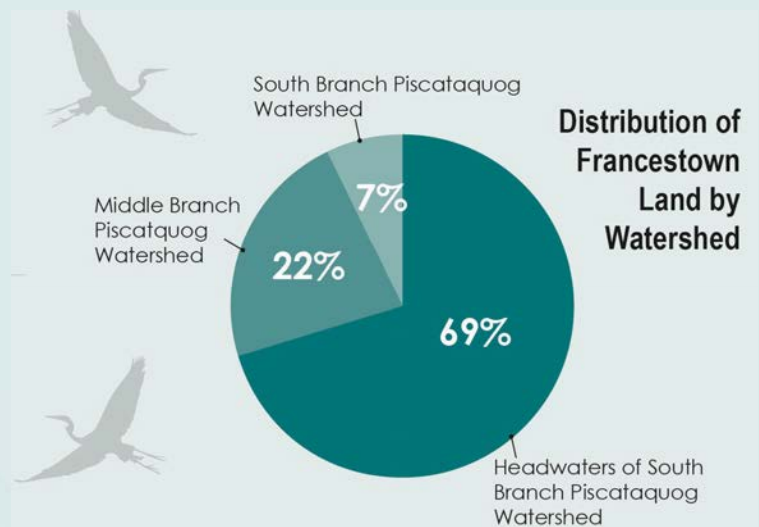 Distribution of
Francestown
Land by
Watershed
South Branch Piscataquog
Watershed
7%
Middle Branch
Piscatquog
Watershed
22%
69%
Headwaters of South
Branch Piscataquog
Watershed